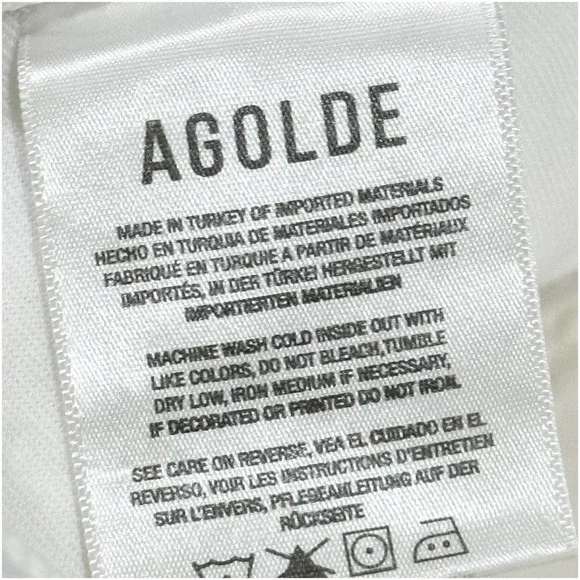 AGOLDE
MADE IN TURKEY OF IMPORTED MATERIALS
HECHO EN TURQUIA DE MATERIALES IMPORTADOS
FABRIQUÉ EN TURQUIE A PARTIR DE MATÉRIAUX
IMPORTÉS, IN DER TÜRKEI HERGESTELLT MIT
IMPORTIERTEN MATERIALIEN
MACHINE WASH COLD INSIDE OUT WITH
LIKE COLORS, DO NOT BLEACH, TUMBLE
DRY LOW, IRON MEDIUM IF NECESSARY,
IF DECORATED OR PRINTED DO NOT IRON.
SEE CARE ON REVERSE, VEA EL CUIDADO EN EL
REVERSO, VOIR LES INSTRUCTIONS D'ENTRETIEN
SUR L'ENVERS, PFLEGEANLEITUNG AUF DER
RÜCKSEITE